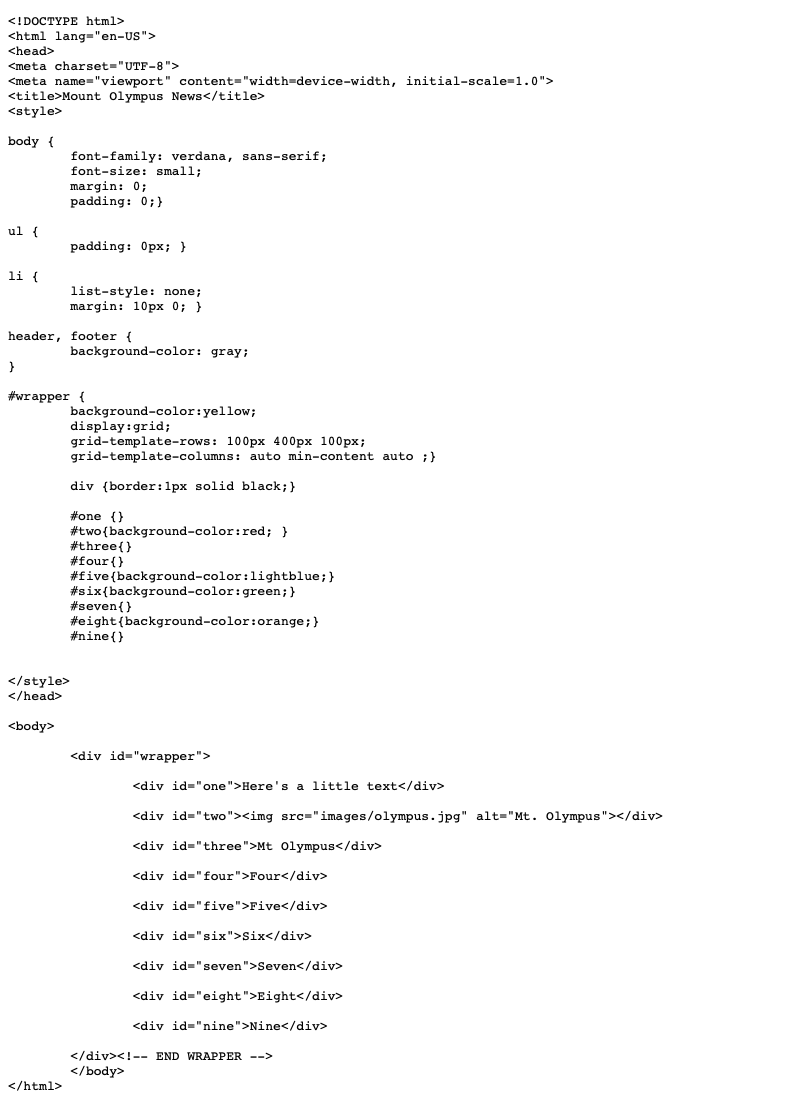 <!DOCTYPE html>
<html lang="en-US">
<head>
<meta charset="UTF-8">
<meta name="viewport" content="width=device-width, initial-scale=1.0">
<title>Mount Olympus News</title>
<style>

body {
        font-family: verdana, sans-serif;
        font-size: small;
        margin: 0;
        padding: 0;}

ul {
        padding: 0px; }

li {
        list-style: none;
        margin: 10px 0; }

header, footer {
        background-color: gray;
}

#wrapper {
        background-color:yellow;
        display:grid;
        grid-template-rows: 100px 400px 100px;
        grid-template-columns: auto min-content auto ;}

        div {border:1px solid black;}

        #one {}
        #two{background-color:red; }
        #three{}
        #four{}
        #five{background-color:lightblue;}
        #six{background-color:green;}
        #seven{}
        #eight{background-color:orange;}
        #nine{}


</style>
</head>

<body>

        <div id="wrapper">

                <div id="one">Here's a little text</div>

                <div id="two"><img src="images/olympus.jpg" alt="Mt. Olympus"></div>

                <div id="three">Mt Olympus</div>

                <div id="four">Four</div>

                <div id="five">Five</div>

                <div id="six">Six</div>

                <div id="seven">Seven</div>

                <div id="eight">Eight</div>

                <div id="nine">Nine</div>

        </div><!-- END WRAPPER -->
        </body>
</html>